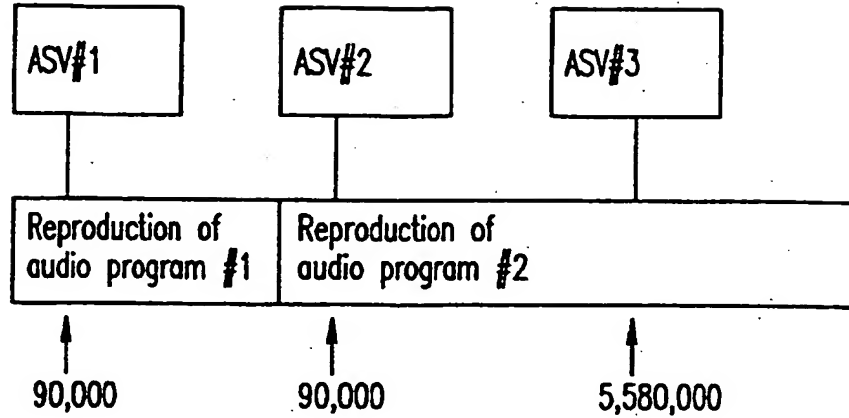 ASV#1
ASV#2
ASV#3
Reproduction of
audio program #1
Reproduction of
audio program #2
90,000
90,000
5,580,000